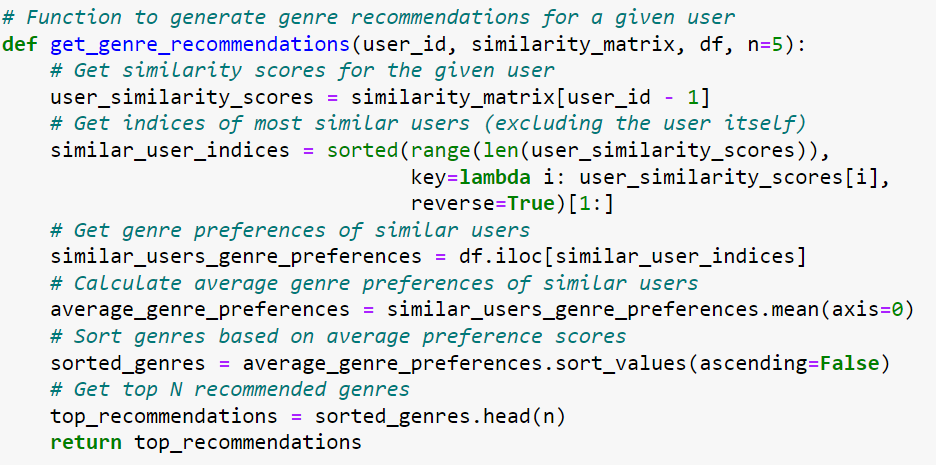 # Function to generate genre recommendations for a given user
def get_genre_recommendations(user_id, similarity_matrix, df, n=5):
    # Get similarity scores for the given user
    user_similarity_scores = similarity_matrix[user_id - 1]
    # Get indices of most similar users (excluding the user itself)
    similar_user_indices = sorted(range(len(user_similarity_scores)),
                                  key=lambda i: user_similarity_scores[i],
                                  reverse=True)[1:]
    # Get genre preferences of similar users
    similar_users_genre_preferences = df.iloc[similar_user_indices]
    # Calculate average genre preferences of similar users
    average_genre_preferences = similar_users_genre_preferences.mean(axis=0)
    # Sort genres based on average preference scores
    sorted_genres = average_genre_preferences.sort_values(ascending=False)
    # Get top N recommended genres
    top_recommendations = sorted_genres.head(n)
    return top_recommendations